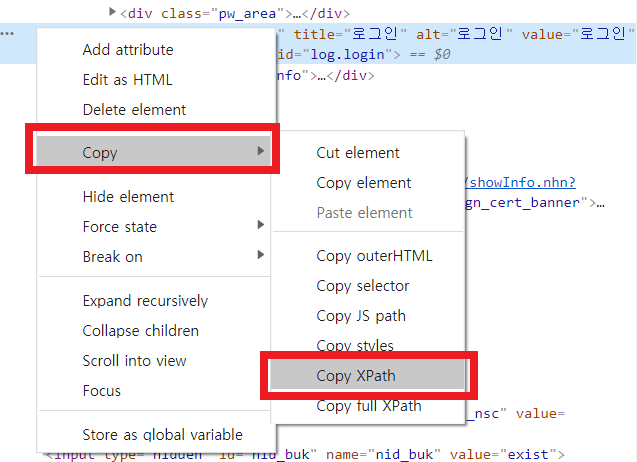 <div class="pw_area">…</div>
... " title="로그인" alt="로그인" value="로그인"
id="log.login"> == $0
nfo">…</div>
Add attribute
Edit as HTML
Delete element
Copy
Hide element
Force state
Break on
Expand recursively
Collapse children
Scroll into view
Focus
Store as global variable
Cut element
Copy element
Paste element
Copy outerHTML
Copy selector
Copy JS path
Copy styles
Copy XPath
Copy full XPath
/showInfo.nhn?
gn_cert_banner">…
_nsc" value=
<input type="hidden" id="nid_buk" name="nid_buk" value="exist">